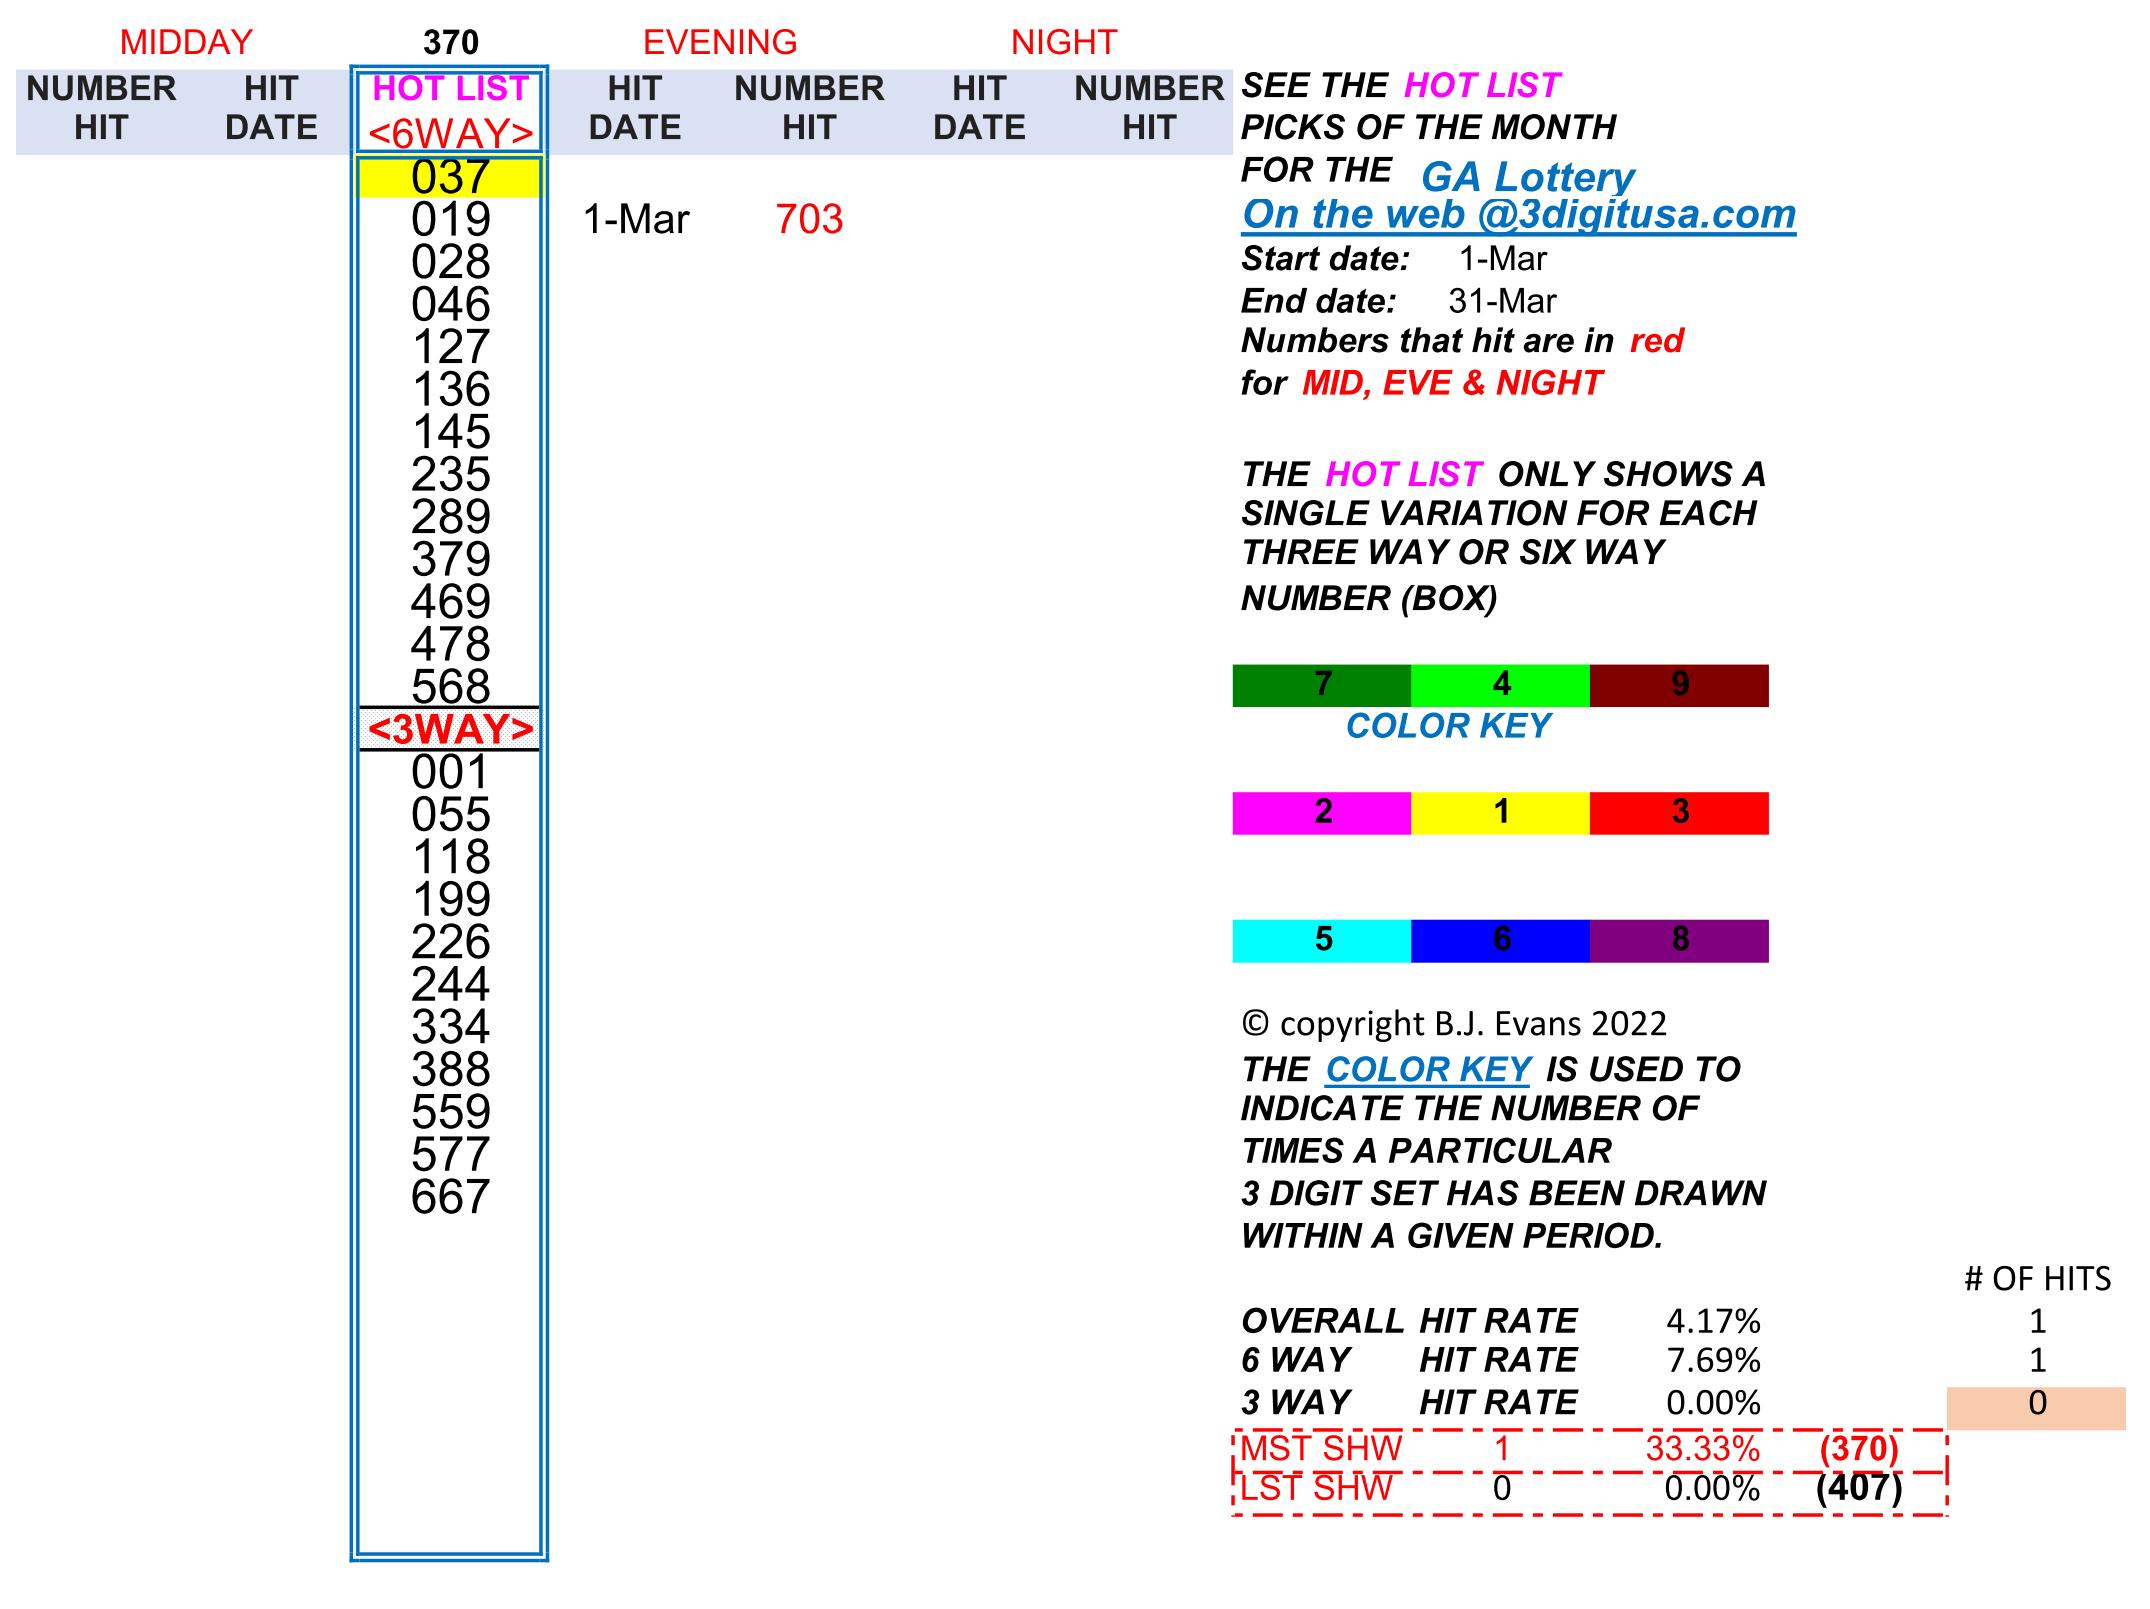 MIDDAY 370 EVENING NIGHT
NUMBER HIT HOT LIST HIT NUMBER HIT NUMBER
HIT DATE <6WAY> DATE HIT DATE HIT
037
019 1-Mar 703
028
046
127
136
145
235
289
379
469
478
568
<3WAY>
001
055
118
199
226
244
334
388
559
577
667
SEE THE HOT LIST
PICKS OF THE MONTH
FOR THE GA Lottery
On the web @3digitusa.com
Start date: 1-Mar
End date: 31-Mar
Numbers that hit are in red
for MID, EVE & NIGHT
THE HOT LIST ONLY SHOWS A
SINGLE VARIATION FOR EACH
THREE WAY OR SIX WAY
NUMBER (BOX)
7 4 9
COLOR KEY
2 1 3
5 6 8
© copyright B.J. Evans 2022
THE COLOR KEY IS USED TO
INDICATE THE NUMBER OF
TIMES A PARTICULAR
3 DIGIT SET HAS BEEN DRAWN
WITHIN A GIVEN PERIOD.
# OF HITS
OVERALL HIT RATE 4.17% 1
6 WAY HIT RATE 7.69% 1
3 WAY HIT RATE 0.00% 0
MST SHW 1 33.33% (370)
LST SHW 0 0.00% (407)